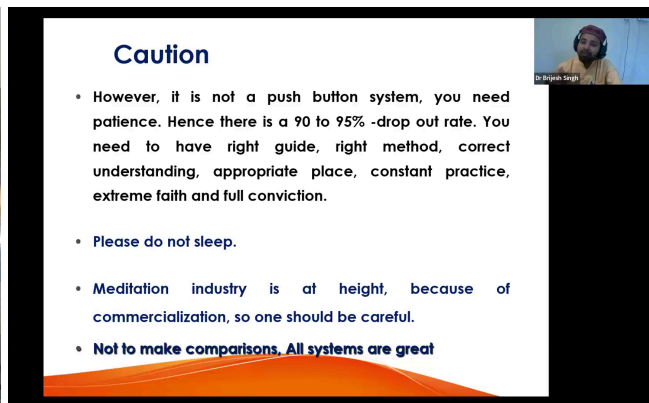 Caution
• However, it is not a push button system, you need
patience. Hence there is a 90 to 95% -drop out rate. You
need to have right guide, right method, correct
understanding, appropriate place, constant practice,
extreme faith and full conviction.
• Please do not sleep.
• Meditation industry is at height, because of
commercialization, so one should be careful.
• Not to make comparisons, All systems are great
Dr Brijesh Singh